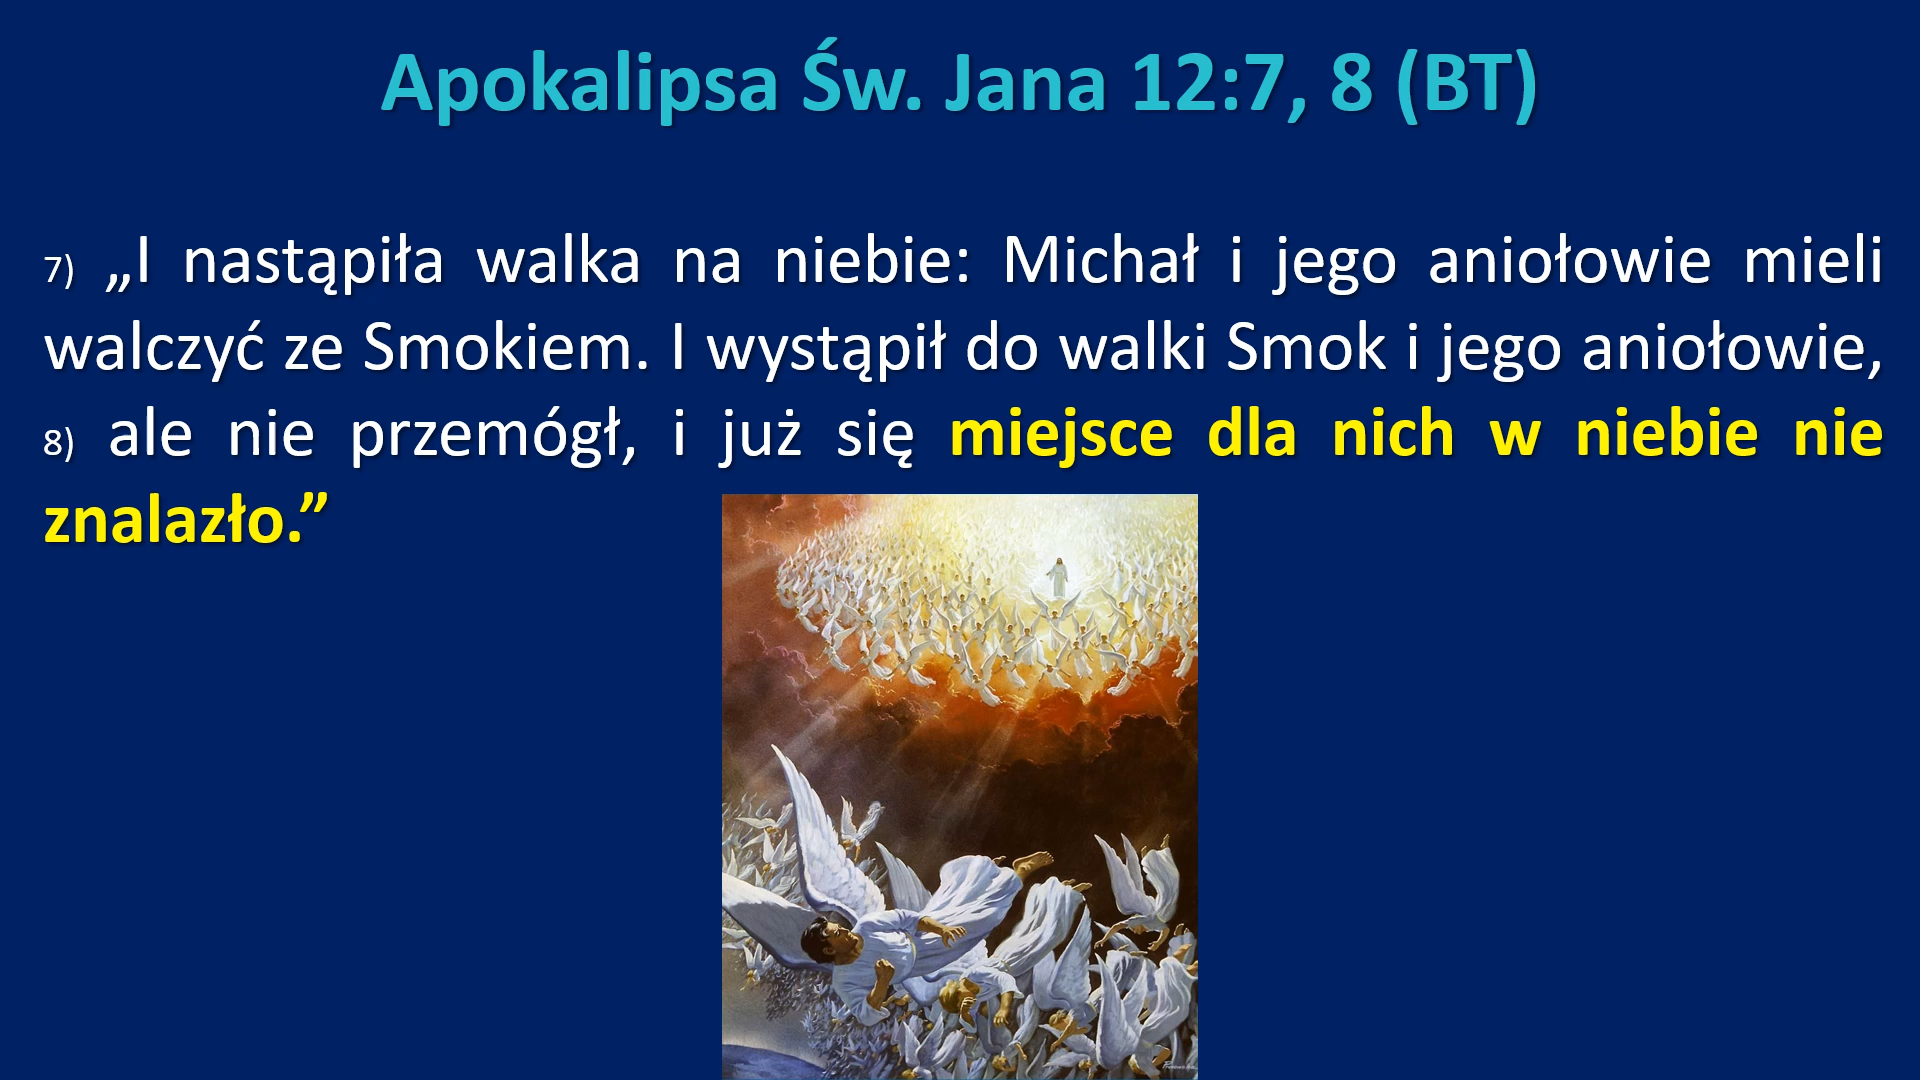 Apokalipsa Św. Jana 12:7, 8 (BT)
7) „I nastąpiła walka na niebie: Michał i jego aniołowie mieli
walczyć ze Smokiem. I wystąpił do walki Smok i jego aniołowie,
8) ale nie przemógł, i już się miejsce dla nich w niebie nie
znalazło.”